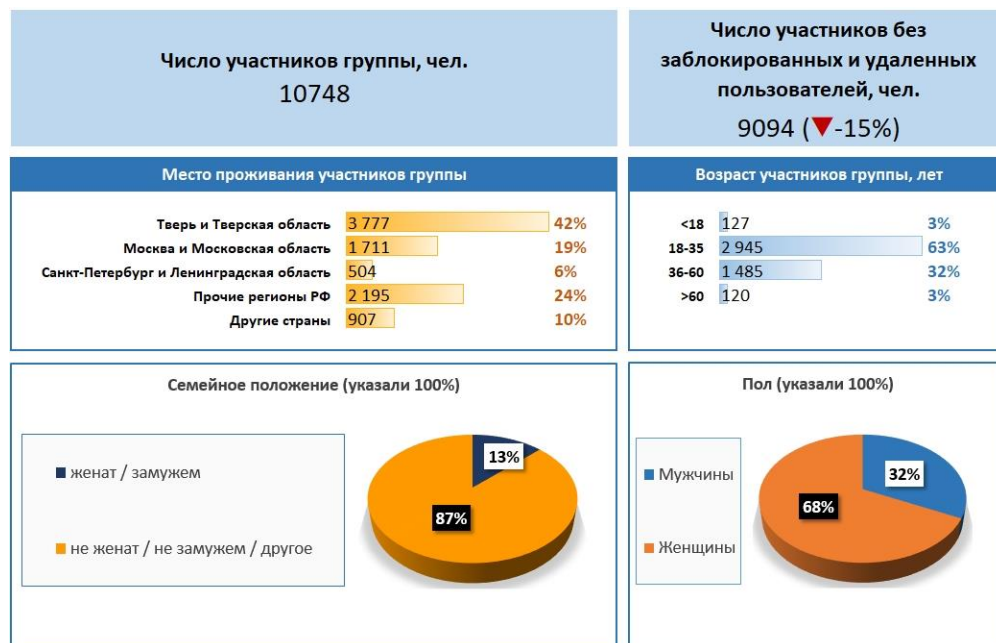 Число участников группы, чел.
10748
Число участников без
заблокированных и удаленных
пользователей, чел.
9094 (▼-15%)
Место проживания участников группы
Тверь и Тверская область 3 777 42%
Москва и Московская область 1 711 19%
Санкт-Петербург и Ленинградская область 504 6%
Прочие регионы РФ 2 195 24%
Другие страны 907 10%
Возраст участников группы, лет
<18 127 3%
18-35 2 945 63%
36-60 1 485 32%
>60 120 3%
Семейное положение (указали 100%)
женат / замужем
не женат / не замужем / другое
13%
87%
Пол (указали 100%)
Мужчины
Женщины
32%
68%